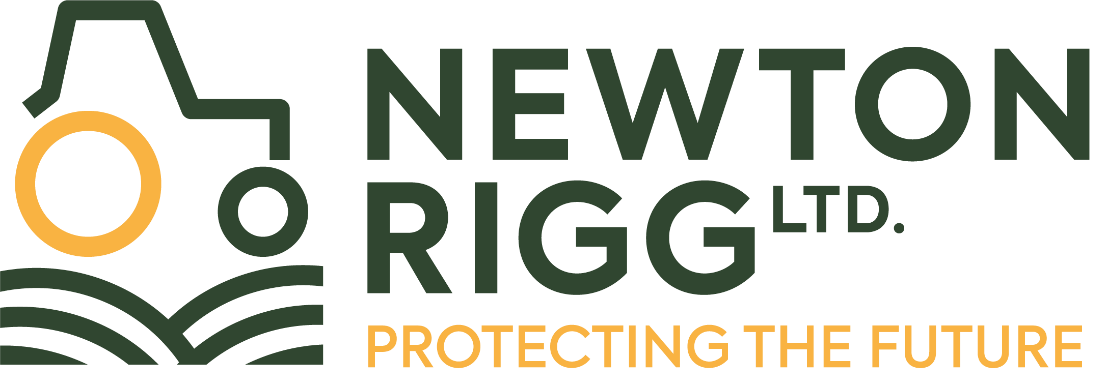 NEWTON
RIGG LTD.
PROTECTING THE FUTURE